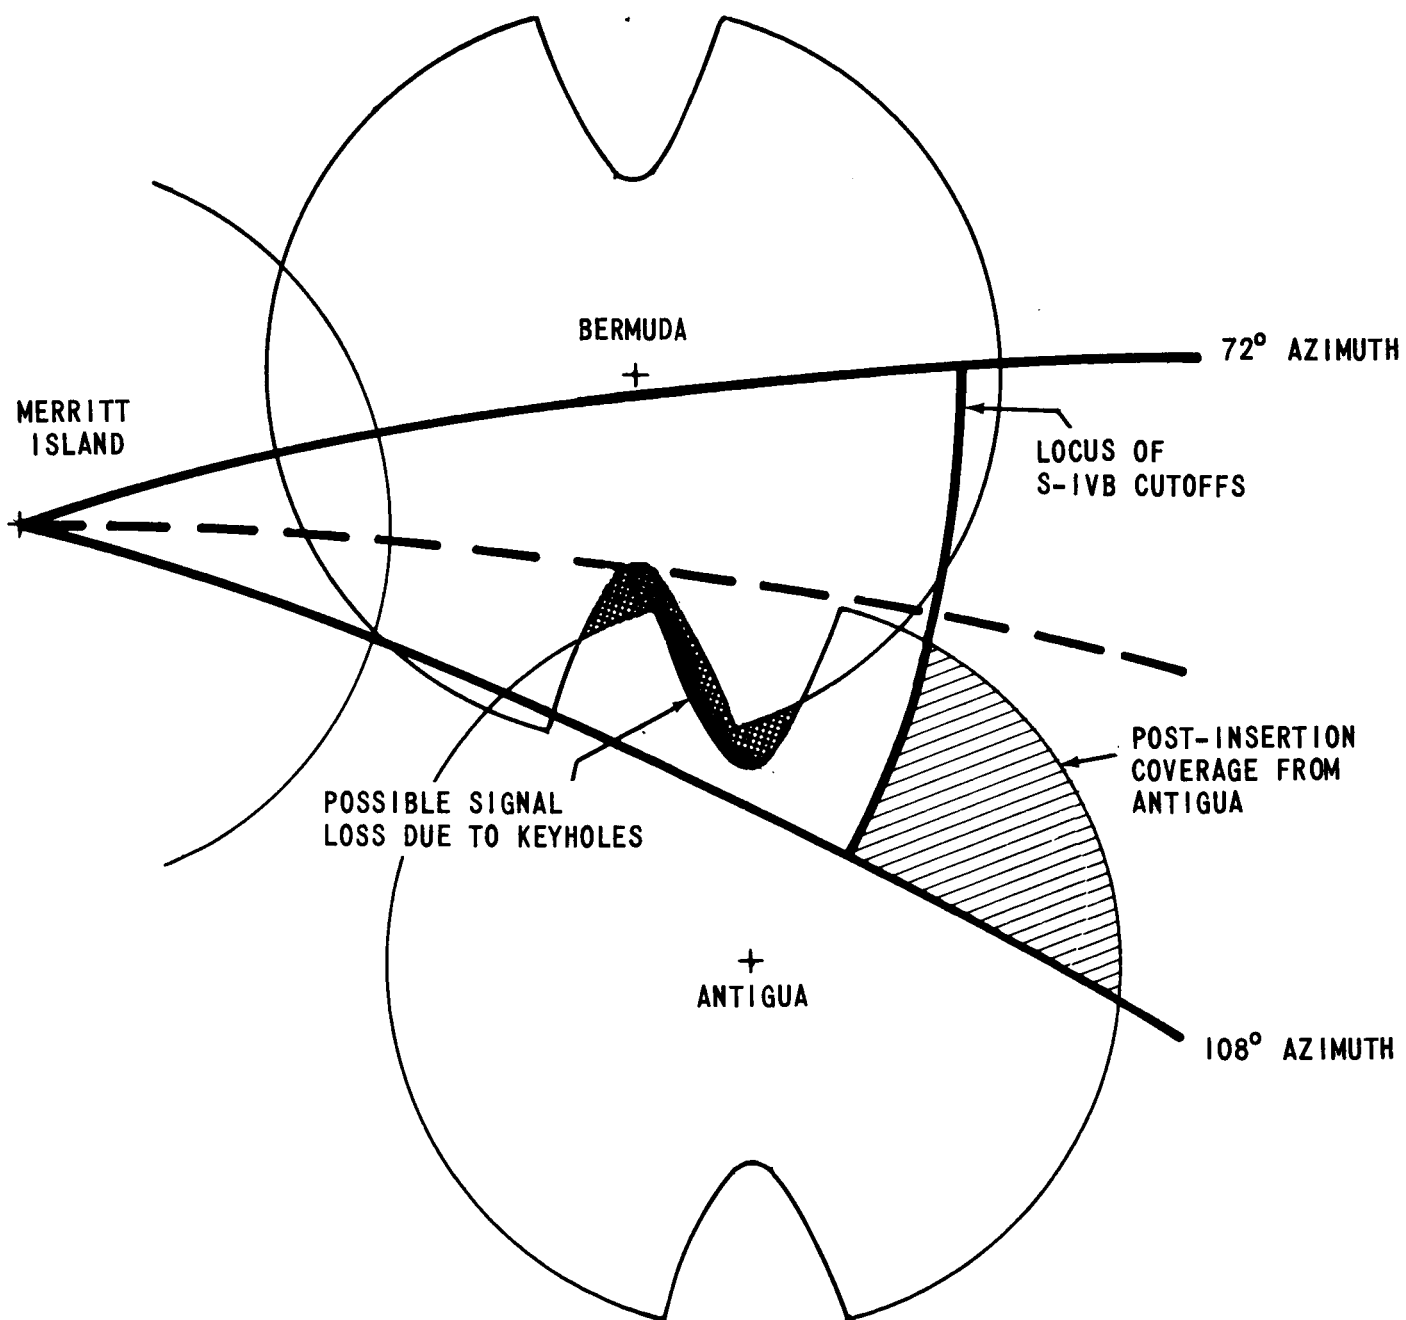 BERMUDA
72° AZIMUTH
MERRITT
ISLAND
LOCUS OF
S-IVB CUTOFFS
POST-INSERTION
COVERAGE FROM
ANTIGUA
POSSIBLE SIGNAL
LOSS DUE TO KEYHOLES
ANTIGUA
108° AZIMUTH